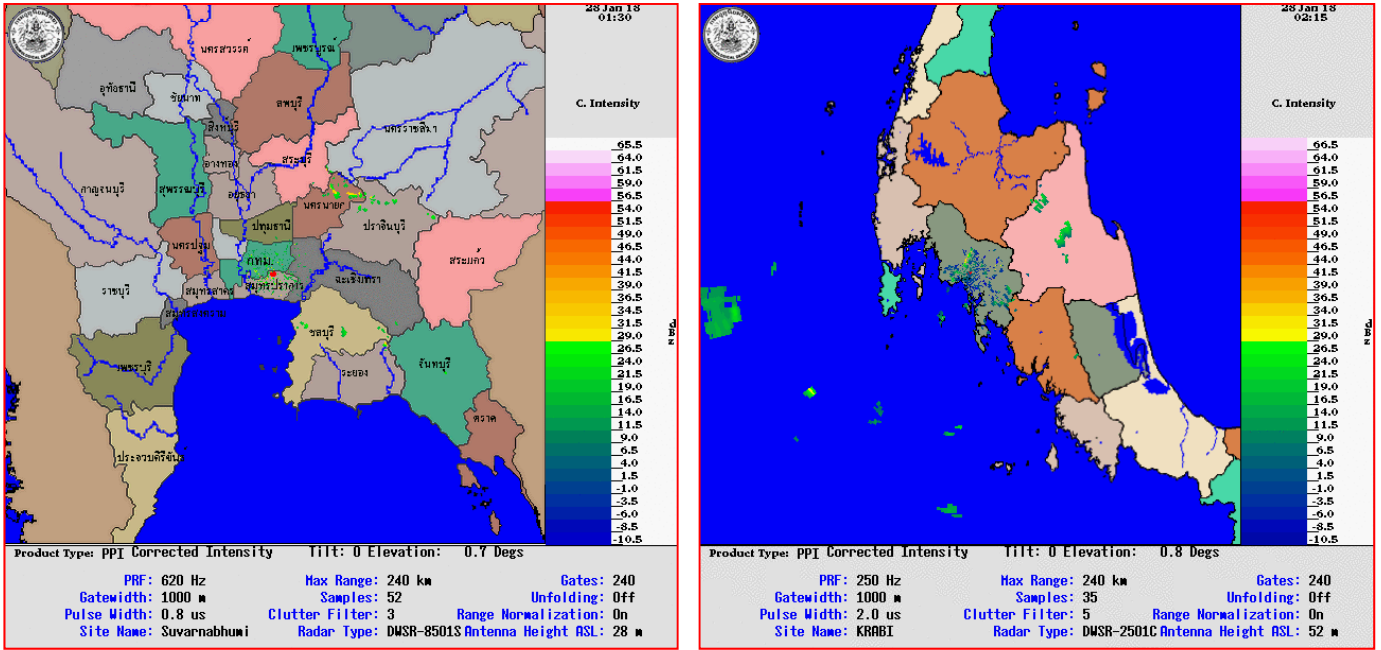 28 Jan 18
01:30
C. Intensity
65.5
64.0
61.5
59.0
56.5
54.0
51.5
49.0
46.5
44.0
41.5
39.0
36.5
34.0
31.5
29.0
26.5
24.0
21.5
19.0
16.5
14.0
11.5
9.0
6.5
4.0
1.5
-1.0
-3.5
-6.0
-8.5
-10.5
นครสวรรค์
เพชรบูรณ์
อุทัยธานี
ชัยนาท
ลพบุรี
สิงห์บุรี
นครราชสีมา
อ่างทอง
สระบุรี
กาญจนบุรี
สุพรรณบุรี
อยุธยา
นครนายก
ปราจีนบุรี
ปทุมธานี
นครปฐม
กทม.
สระแก้ว
ราชบุรี
สมุทรสาคร
สมุทรปราการ
ฉะเชิงเทรา
สมุทรสงคราม
ชลบุรี
เพชรบุรี
ระยอง
จันทบุรี
ตราด
ประจวบคีรีขันธ์
Product Type: PPI Corrected Intensity Tilt: 0 Elevation: 0.7 Degs
PRF: 620 Hz Max Range: 240 km Gates: 240
Gatewidth: 1000 m Samples: 52 Unfolding: Off
Pulse Width: 0.8 us Clutter Filter: 3 Range Normalization: On
Site Name: Suvarnabhumi Radar Type: DWSR-8501S Antenna Height ASL: 28 m
28 Jan 18
02:15
C. Intensity
66.5
64.0
61.5
59.0
56.5
54.0
51.5
49.0
46.5
44.0
41.5
39.0
36.5
34.0
31.5
29.0
26.5
24.0
21.5
19.0
16.5
14.0
11.5
9.0
6.5
4.0
1.5
-1.0
-3.5
-6.0
-8.5
-10.5
Product Type: PPI Corrected Intensity Tilt: 0 Elevation: 0.8 Degs
PRF: 250 Hz Max Range: 240 km Gates: 240
Gatewidth: 1000 m Samples: 35 Unfolding: Off
Pulse Width: 2.0 us Clutter Filter: 5 Range Normalization: On
Site Name: KRABI Radar Type: DWSR-2501C Antenna Height ASL: 52 m